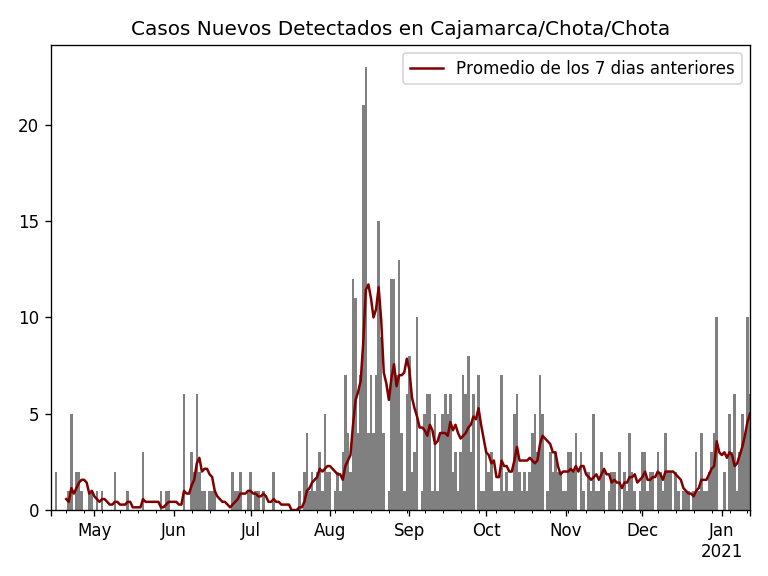 Casos Nuevos Detectados en Cajamarca/Chota/Chota
Promedio de los 7 dias anteriores
20
15
10
5
0
May Jun Jul Aug Sep Oct Nov Dec Jan
2021